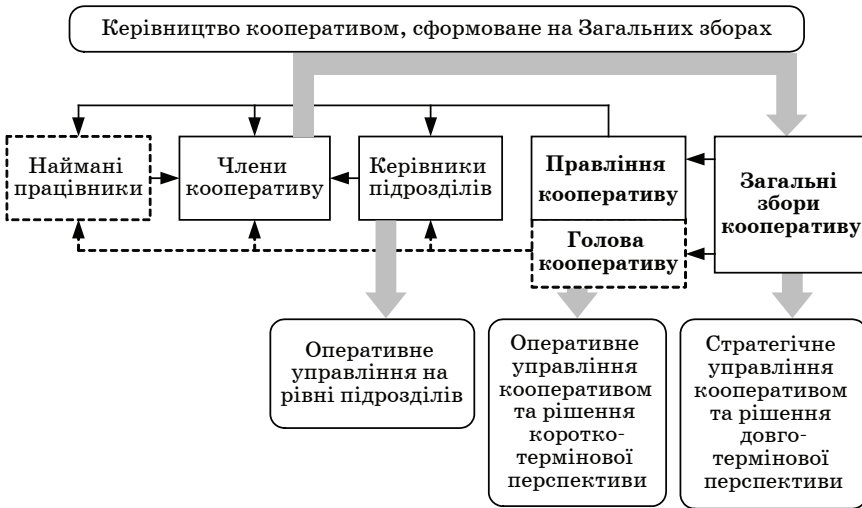 Керівництво кооперативом, сформоване на Загальних зборах
Наймані
працівники
Члени
кооперативу
Керівники
підрозділів
Правління
кооперативу
Голова
кооперативу
Загальні
збори
кооперативу
Оперативне
управління на
рівні підрозділів
Оперативне
управління
кооперативом
та рішення
коротко-
термінової
перспективи
Стратегічне
управління
кооперативом
та рішення
довго-
термінової
перспективи